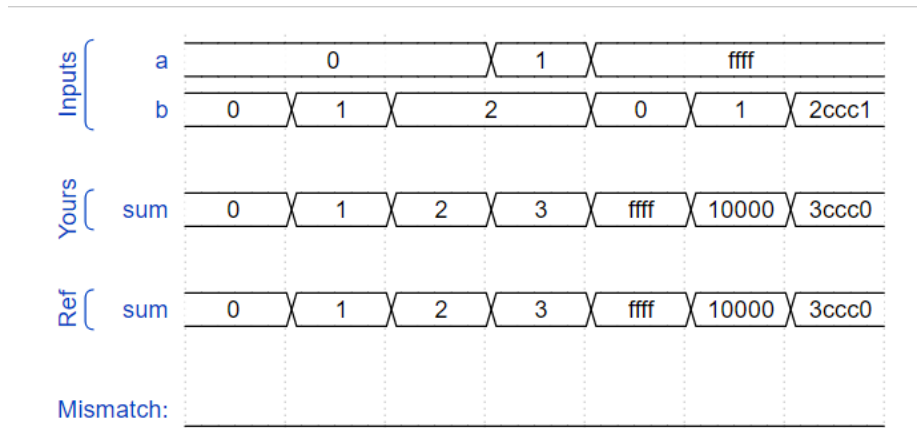 Inputs
a 0 1 ffff
b 0 1 2 0 1 2ccc1
Yours
sum 0 1 2 3 ffff 10000 3ccc0
Ref
sum 0 1 2 3 ffff 10000 3ccc0
Mismatch: